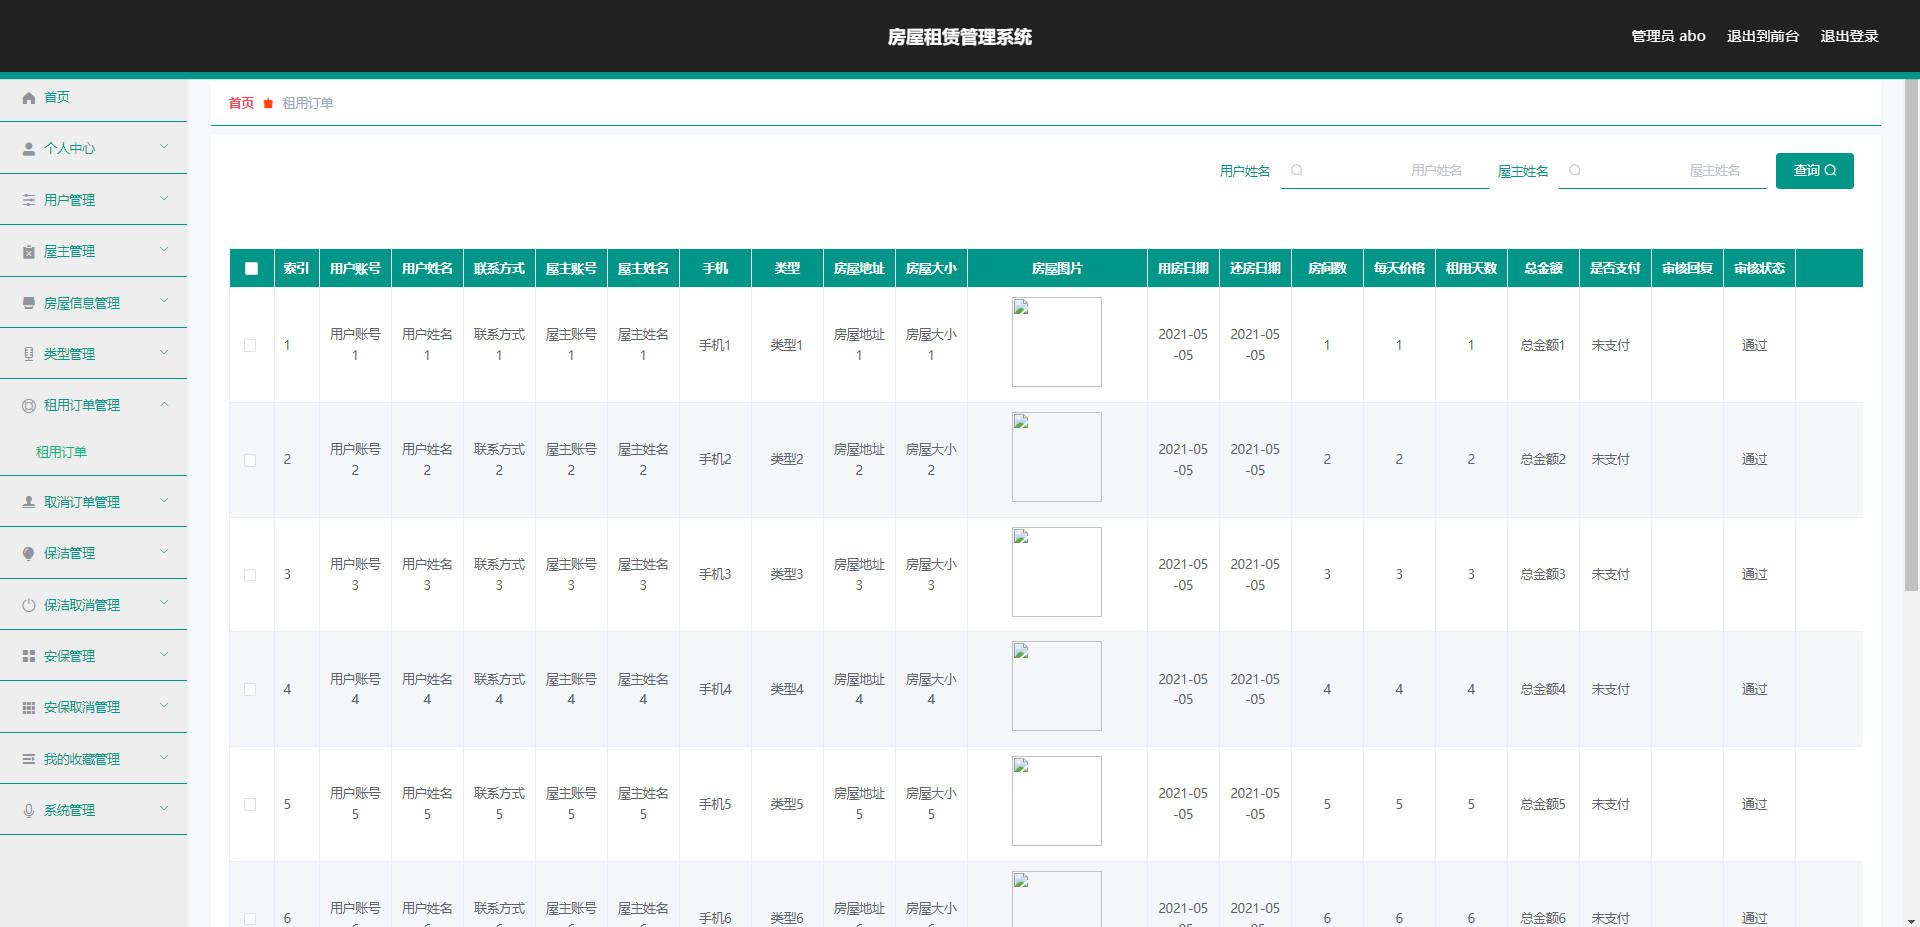 房屋租赁管理系统
管理员 abo 退出到前台 退出登录
首页
个人中心
用户管理
屋主管理
房屋信息管理
类型管理
租用订单管理
租用订单
取消订单管理
保洁管理
保洁取消管理
安保管理
安保取消管理
我的收藏管理
系统管理
首页 租用订单
用户姓名 用户姓名 屋主姓名 屋主姓名 查询
索引 用户账号 用户姓名 联系方式 屋主账号 屋主姓名 手机 类型 房屋地址 房屋大小 房屋图片 用房日期 还房日期 房间数 每天价格 租用天数 总金额 是否支付 审核回复 审核状态
用户账号 用户姓名 联系方式 屋主账号 屋主姓名 房屋地址 房屋大小 2021-05 2021-05
1 手机1 类型1 1 1 1 总金额1 未支付 通过
1 1 1 1 1 1 1 -05 -05
用户账号 用户姓名 联系方式 屋主账号 屋主姓名 房屋地址 房屋大小 2021-05 2021-05
2 手机2 类型2 2 2 2 总金额2 未支付 通过
2 2 2 2 2 2 2 -05 -05
用户账号 用户姓名 联系方式 屋主账号 屋主姓名 房屋地址 房屋大小 2021-05 2021-05
3 手机3 类型3 3 3 3 总金额3 未支付 通过
3 3 3 3 3 3 3 -05 -05
用户账号 用户姓名 联系方式 屋主账号 屋主姓名 房屋地址 房屋大小 2021-05 2021-05
4 手机4 类型4 4 4 4 总金额4 未支付 通过
4 4 4 4 4 4 4 -05 -05
用户账号 用户姓名 联系方式 屋主账号 屋主姓名 房屋地址 房屋大小 2021-05 2021-05
5 手机5 类型5 5 5 5 总金额5 未支付 通过
5 5 5 5 5 5 5 -05 -05
用户账号 用户姓名 联系方式 屋主账号 屋主姓名 房屋地址 房屋大小 2021-05 2021-05
6 手机6 类型6 6 6 6 总金额6 未支付 通过